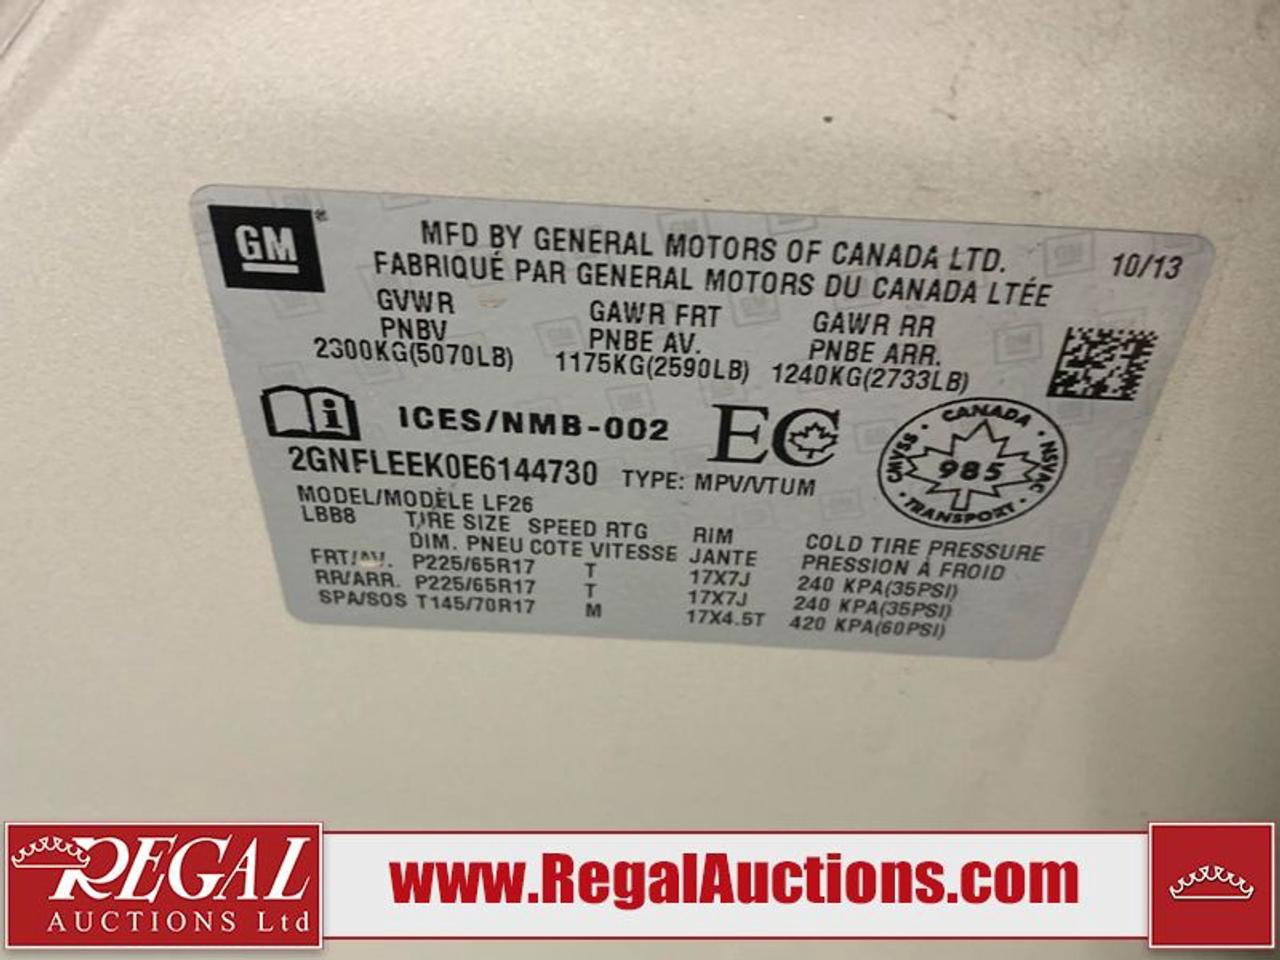 GM®
MFD BY GENERAL MOTORS OF CANADA LTD.
10/13
FABRIQUÉ PAR GENERAL MOTORS DU CANADA LTÉE
GVWR GAWR FRT GAWR RR
PNBV PNBE AV. PNBE ARR.
2300KG(5070LB) 1175KG(2590LB) 1240KG(2733LB)
i ICES/NMB-002 EC
CANADA CMVSS 985 NSVAC TRANSPORT
2GNFLEEK0E6144730 TYPE: MPV/VTUM
MODEL/MODÈLE LF26
LBB8 TIRE SIZE SPEED RTG RIM COLD TIRE PRESSURE
DIM. PNEU COTE VITESSE JANTE PRESSION À FROID
FRT/AV. P225/65R17 T 17X7J 240 KPA(35PSI)
RR/ARR. P225/65R17 T 17X7J 240 KPA(35PSI)
SPA/SOS T145/70R17 M 17X4.5T 420 KPA(60PSI)
REGAL
AUCTIONS Ltd
www.RegalAuctions.com